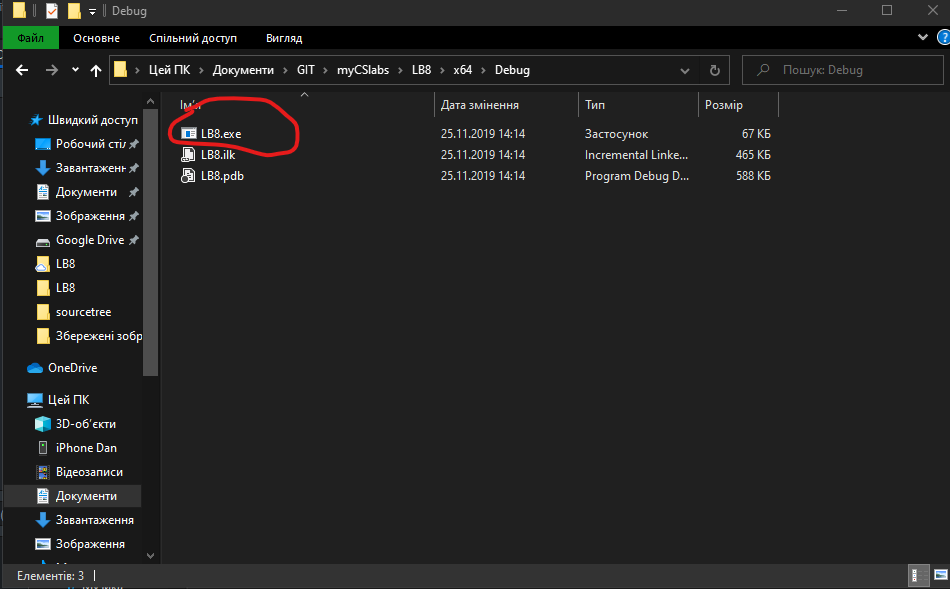 Debug
Файл Основне Спільний доступ Вигляд
Цей ПК Документи GIT myCSlabs LB8 x64 Debug
Пошук: Debug
Ім'я Дата змінення Тип Розмір
LB8.exe 25.11.2019 14:14 Застосунок 67 КБ
LB8.ilk 25.11.2019 14:14 Incremental Linke... 465 КБ
LB8.pdb 25.11.2019 14:14 Program Debug D... 588 КБ
Швидкий доступ
Робочий стіл
Завантаженн
Документи
Зображення
Google Drive
LB8
LB8
sourcetree
Збережені зобр
OneDrive
Цей ПК
3D-об'єкти
iPhone Dan
Відеозаписи
Документи
Завантаження
Зображення
Елементів: 3